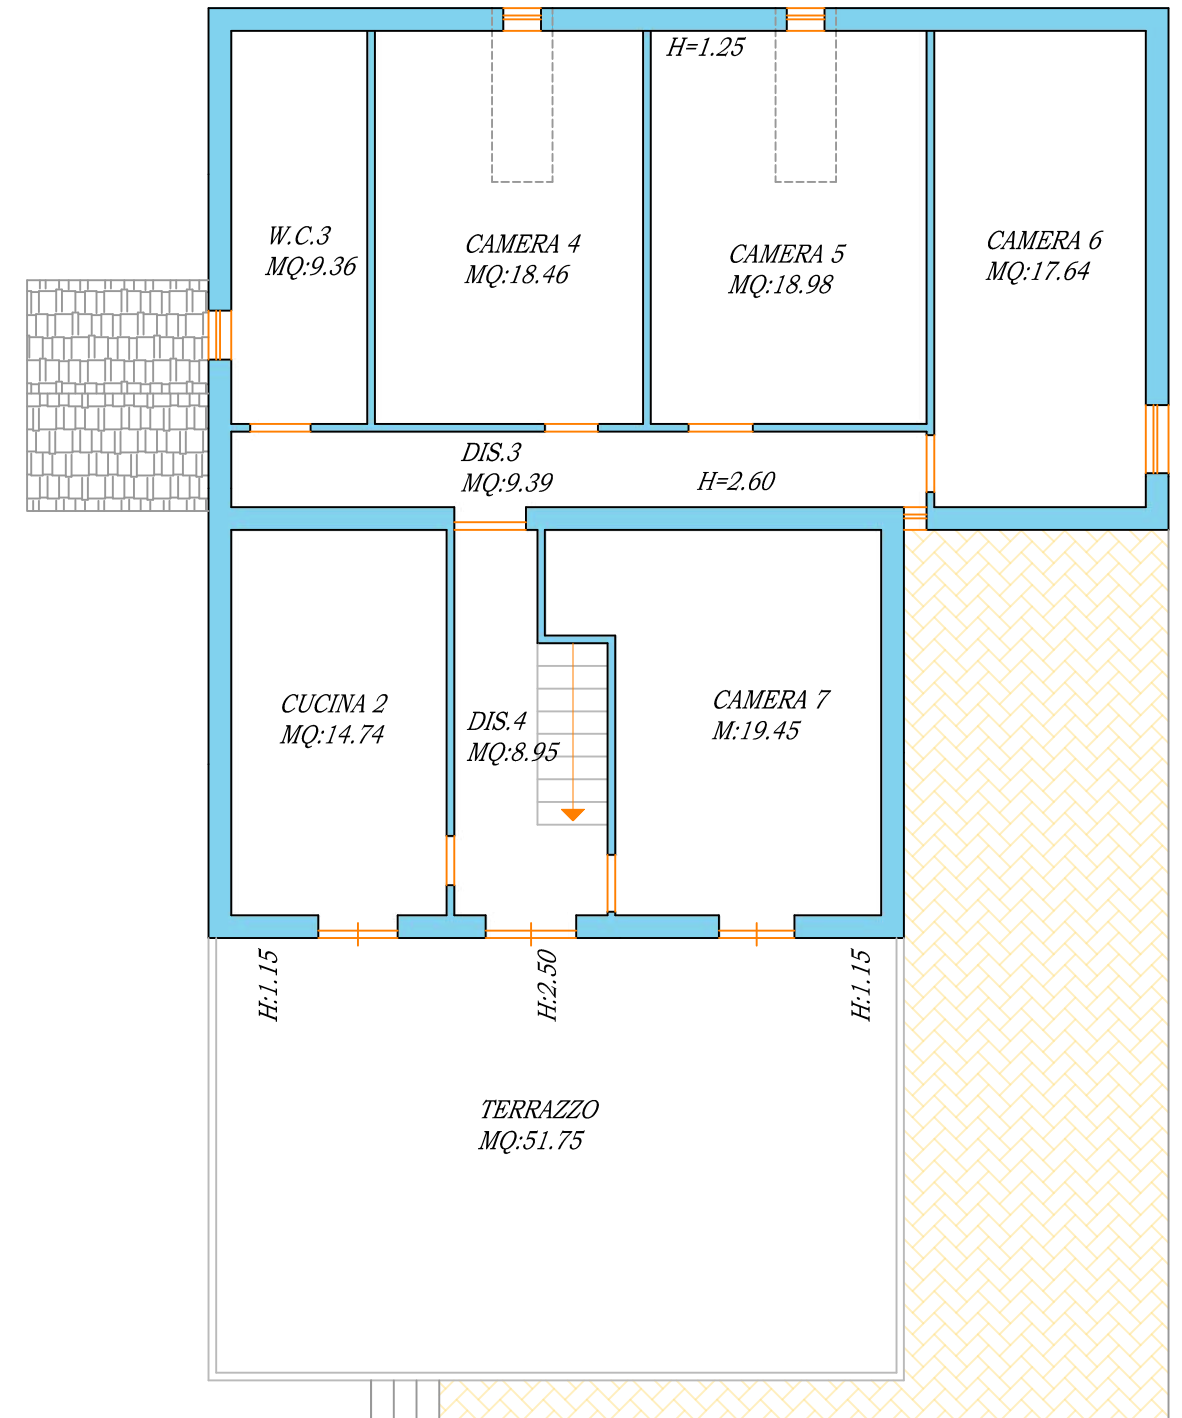 H=1.25
W.C.3
MQ:9.36
CAMERA 4
MQ:18.46
CAMERA 5
MQ:18.98
CAMERA 6
MQ:17.64
DIS.3
MQ:9.39
H=2.60
CUCINA 2
MQ:14.74
DIS.4
MQ:8.95
CAMERA 7
M:19.45
H:1.15
H:2.50
H:1.15
TERRAZZO
MQ:51.75